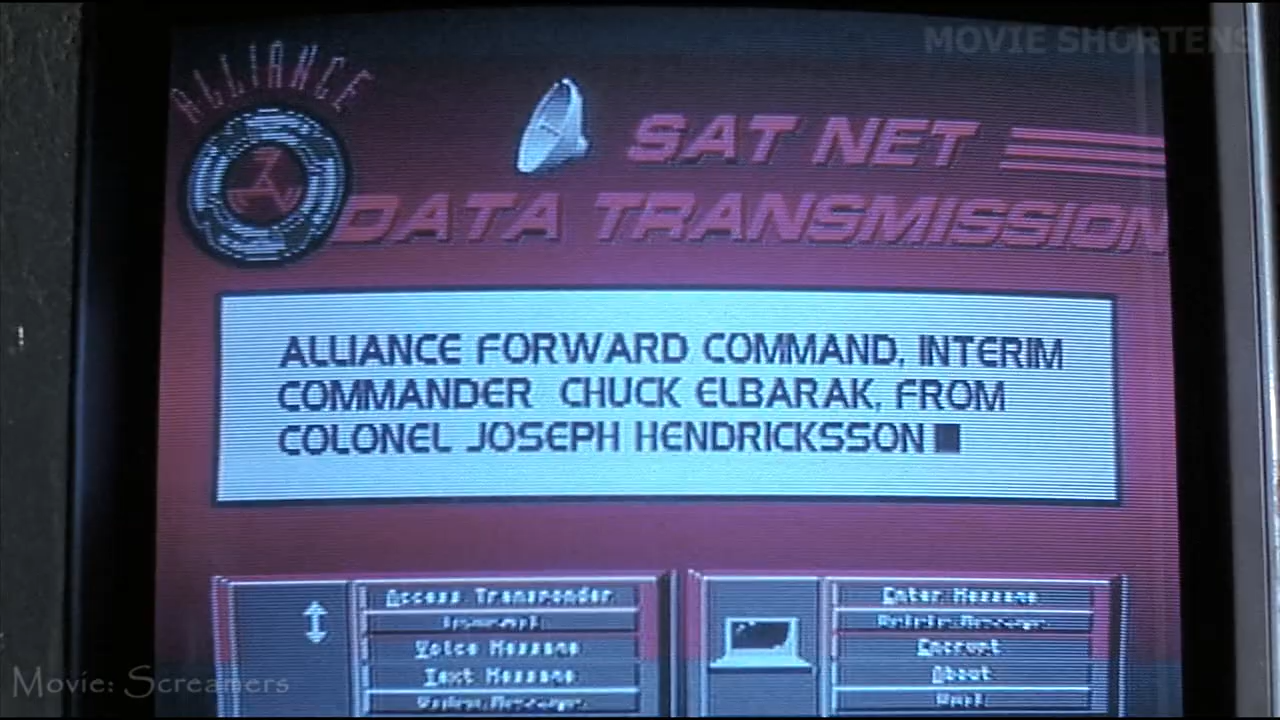 MOVIE SHORTENS
ALLIANCE
SAT NET
DATA TRANSMISSION
ALLIANCE FORWARD COMMAND, INTERIM
COMMANDER CHUCK ELBARAK, FROM
COLONEL JOSEPH HENDRICKSSON
Access Transponder
Voice Message
Text Message
Enter Message
Encrypt
About
Movie: Screamers